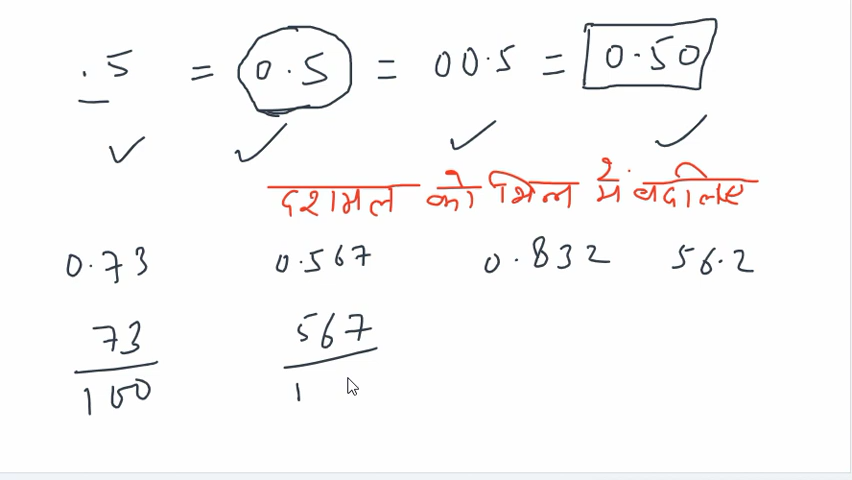 .5 = 0.5 = 00.5 = 0.50
दशमल को भिन्न में बदलिए
0.73 0.567 0.832 56.2
73 567
100 1